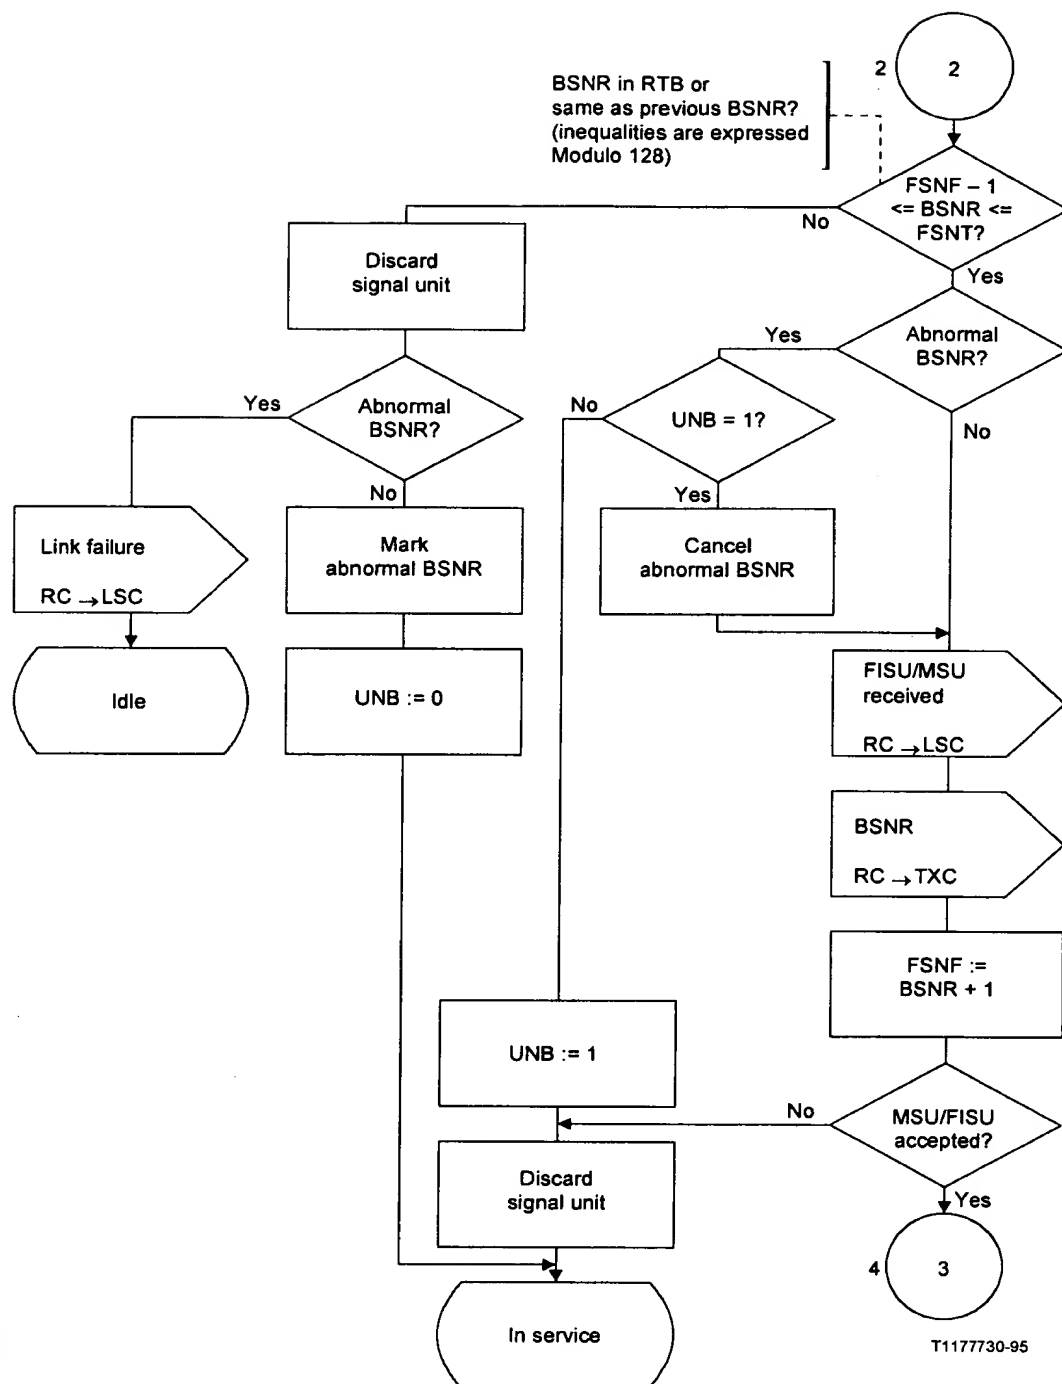 2
2
BSNR in RTB or
same as previous BSNR?
(inequalities are expressed
Modulo 128)
FSNF – 1
<= BSNR <=
FSNT?
No
Yes
Discard
signal unit
Yes
Abnormal
BSNR?
Yes
Abnormal
BSNR?
No
UNB = 1?
No
No
Yes
Link failure
RC → LSC
Mark
abnormal BSNR
Cancel
abnormal BSNR
Idle
UNB := 0
FISU/MSU
received
RC → LSC
BSNR
RC → TXC
FSNF :=
BSNR + 1
UNB := 1
No
MSU/FISU
accepted?
Discard
signal unit
Yes
4
3
In service
T1177730-95